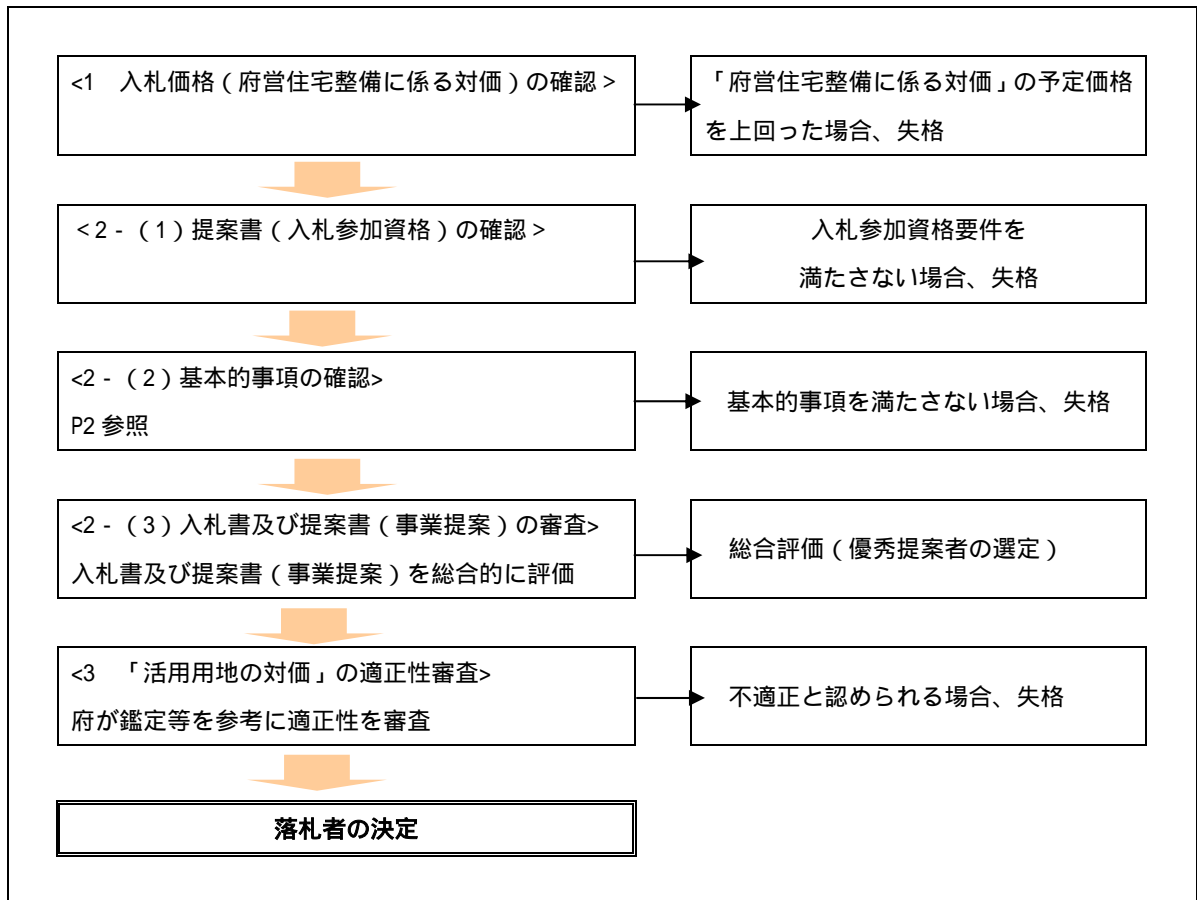 <1　入札価格（府営住宅整備に係る対価）の確認＞
「府営住宅整備に係る対価」の予定価格
を上回った場合、失格
＜2‐（1）提案書（入札参加資格）の確認＞
入札参加資格要件を
満たさない場合、失格
<2‐（2）基本的事項の確認>
P2 参照
基本的事項を満たさない場合、失格
<2‐（3）入札書及び提案書（事業提案）の審査>
入札書及び提案書（事業提案）を総合的に評価
総合評価（優秀提案者の選定）
<3　「活用用地の対価」の適正性審査>
府が鑑定等を参考に適正性を審査
不適正と認められる場合、失格
落札者の決定